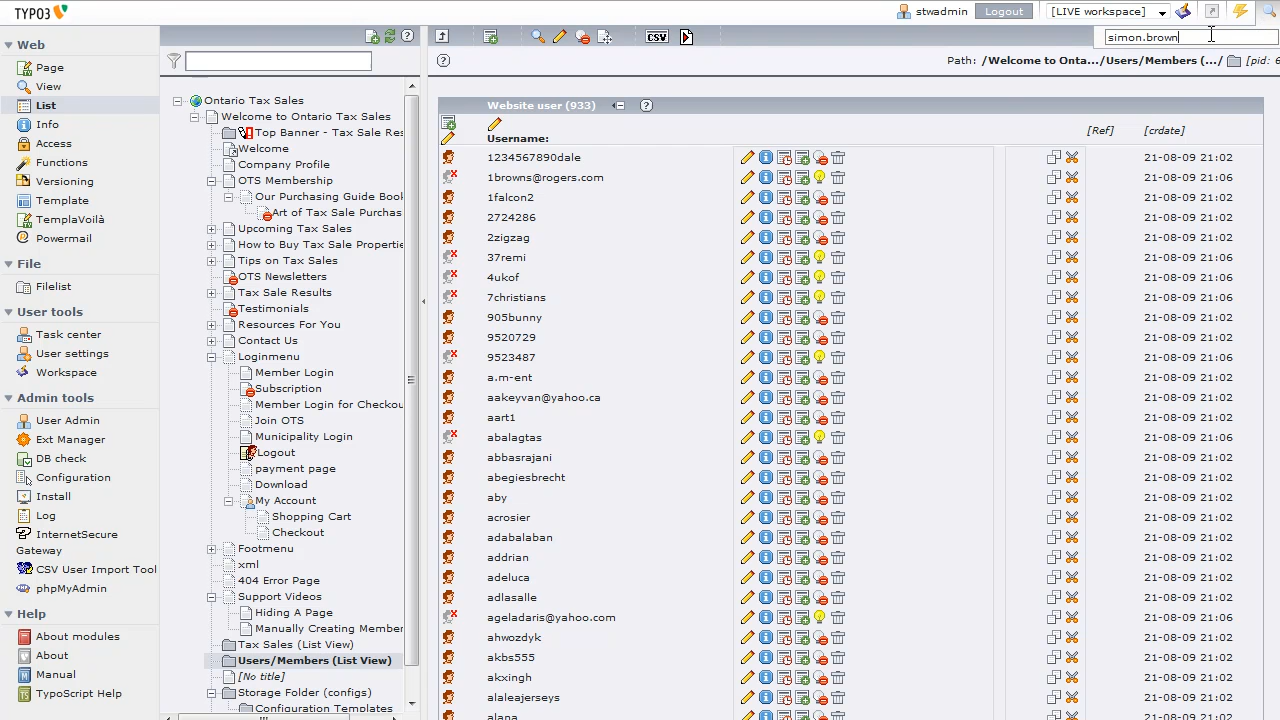 TYPO3 stwadmin Logout [LIVE workspace]
simon.brown
Path: /Welcome to Onta.../Users/Members (.../ [pid: 6
Web
Page
View
List
Info
Access
Functions
Versioning
Template
TemplaVoilà
Powermail
File
Filelist
User tools
Task center
User settings
Workspace
Admin tools
User Admin
Ext Manager
DB check
Configuration
Install
Log
InternetSecure
Gateway
CSV User Import Tool
phpMyAdmin
Help
About modules
About
Manual
TypoScript Help
Ontario Tax Sales
Welcome to Ontario Tax Sales
Top Banner - Tax Sale Res
Welcome
Company Profile
OTS Membership
Our Purchasing Guide Book
Art of Tax Sale Purchas
Upcoming Tax Sales
How to Buy Tax Sale Properti
Tips on Tax Sales
OTS Newsletters
Tax Sale Results
Testimonials
Resources For You
Contact Us
Loginmenu
Member Login
Subscription
Member Login for Checkou
Join OTS
Municipality Login
Logout
payment page
Download
My Account
Shopping Cart
Checkout
Footmenu
xml
404 Error Page
Support Videos
Hiding A Page
Manually Creating Member
Tax Sales (List View)
Users/Members (List View)
[No title]
Storage Folder (configs)
Configuration Templates
CSV
Website user (933)
Username: [Ref] [crdate]
1234567890dale 21-08-09 21:02
1browns@rogers.com 21-08-09 21:06
1falcon2 21-08-09 21:02
2724286 21-08-09 21:02
2zigzag 21-08-09 21:02
37remi 21-08-09 21:06
4ukof 21-08-09 21:06
7christians 21-08-09 21:06
905bunny 21-08-09 21:02
9520729 21-08-09 21:02
9523487 21-08-09 21:06
a.m-ent 21-08-09 21:02
aakeyvan@yahoo.ca 21-08-09 21:02
aart1 21-08-09 21:02
abalagtas 21-08-09 21:06
abbasrajani 21-08-09 21:02
abegiesbrecht 21-08-09 21:02
aby 21-08-09 21:02
acrosier 21-08-09 21:02
adabalaban 21-08-09 21:02
addrian 21-08-09 21:02
adeluca 21-08-09 21:02
adlasalle 21-08-09 21:02
ageladaris@yahoo.com 21-08-09 21:06
ahwozdyk 21-08-09 21:02
akbs555 21-08-09 21:02
akxingh 21-08-09 21:02
alaleajerseys 21-08-09 21:02
alana 21-08-09 21:02